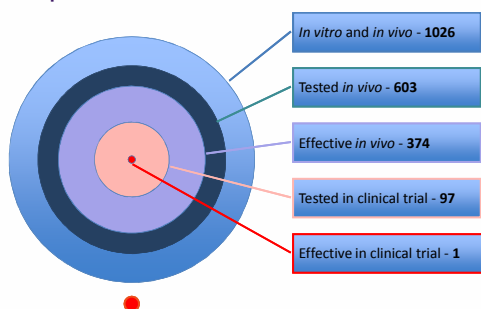 In vitro and in vivo - 1026
Tested in vivo - 603
Effective in vivo - 374
Tested in clinical trial - 97
Effective in clinical trial - 1